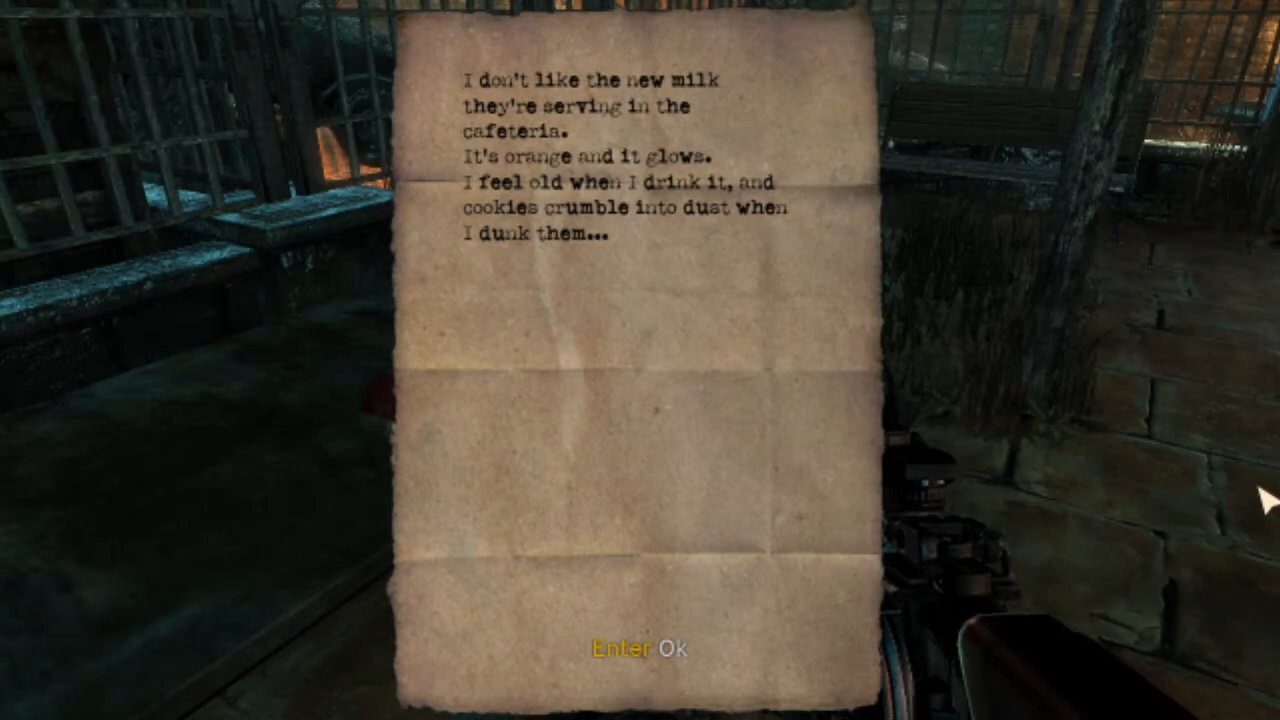 I don't like the new milk
they're serving in the
cafeteria.
It's orange and it glows.
I feel old when I drink it, and
cookies crumble into dust when
I dunk them...
Enter Ok